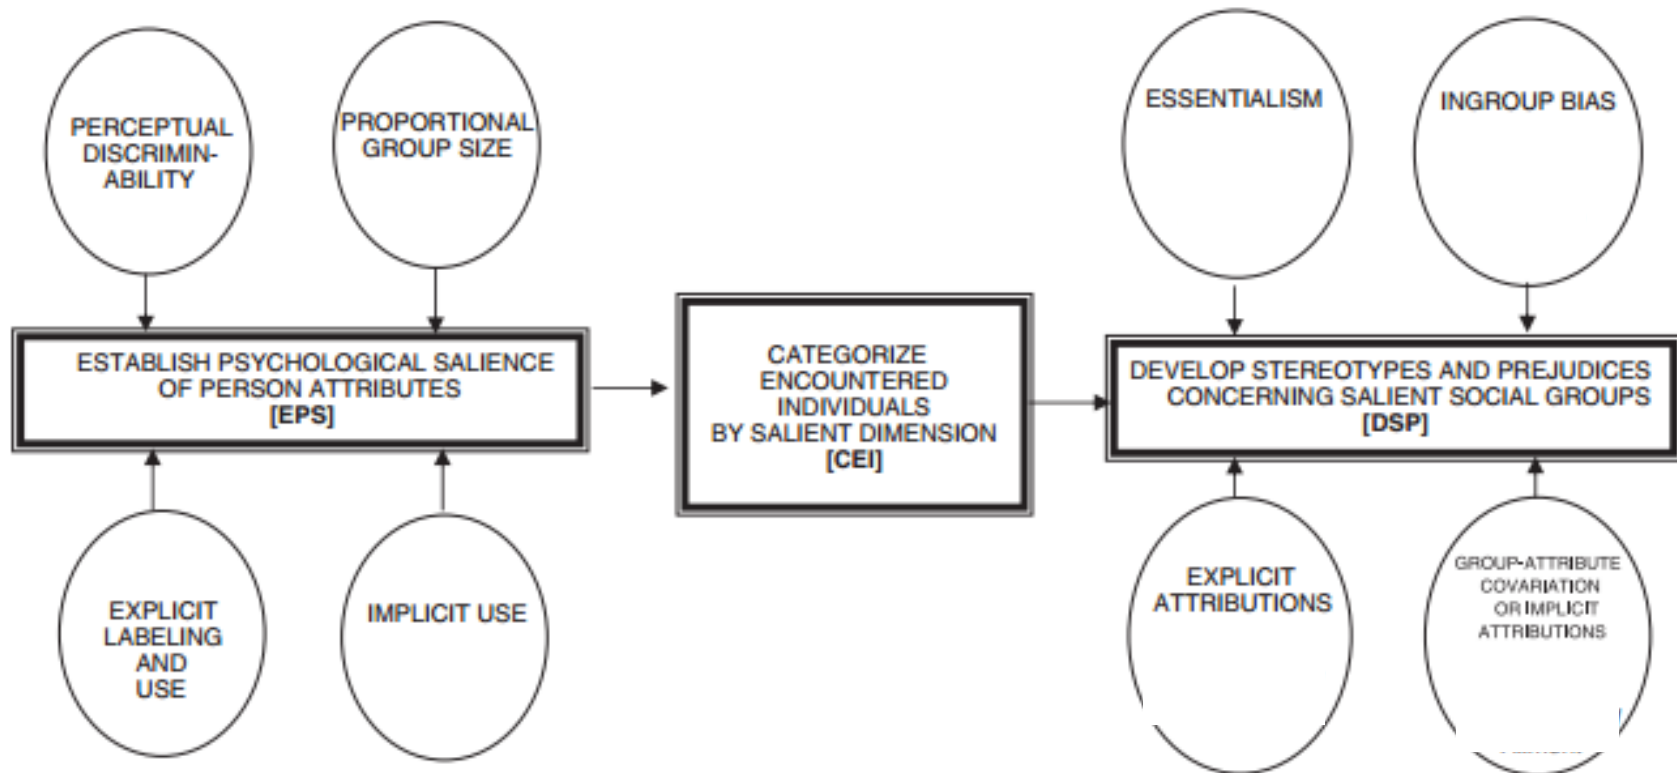 PERCEPTUAL
DISCRIMIN-
ABILITY
PROPORTIONAL
GROUP SIZE
ESSENTIALISM
INGROUP BIAS
ESTABLISH PSYCHOLOGICAL SALIENCE
OF PERSON ATTRIBUTES
[EPS]
CATEGORIZE
ENCOUNTERED
INDIVIDUALS
BY SALIENT DIMENSION
[CEI]
DEVELOP STEREOTYPES AND PREJUDICES
CONCERNING SALIENT SOCIAL GROUPS
[DSP]
EXPLICIT
LABELING
AND
USE
IMPLICIT USE
EXPLICIT
ATTRIBUTIONS
GROUP-ATTRIBUTE
COVARIATION
OR IMPLICIT
ATTRIBUTIONS